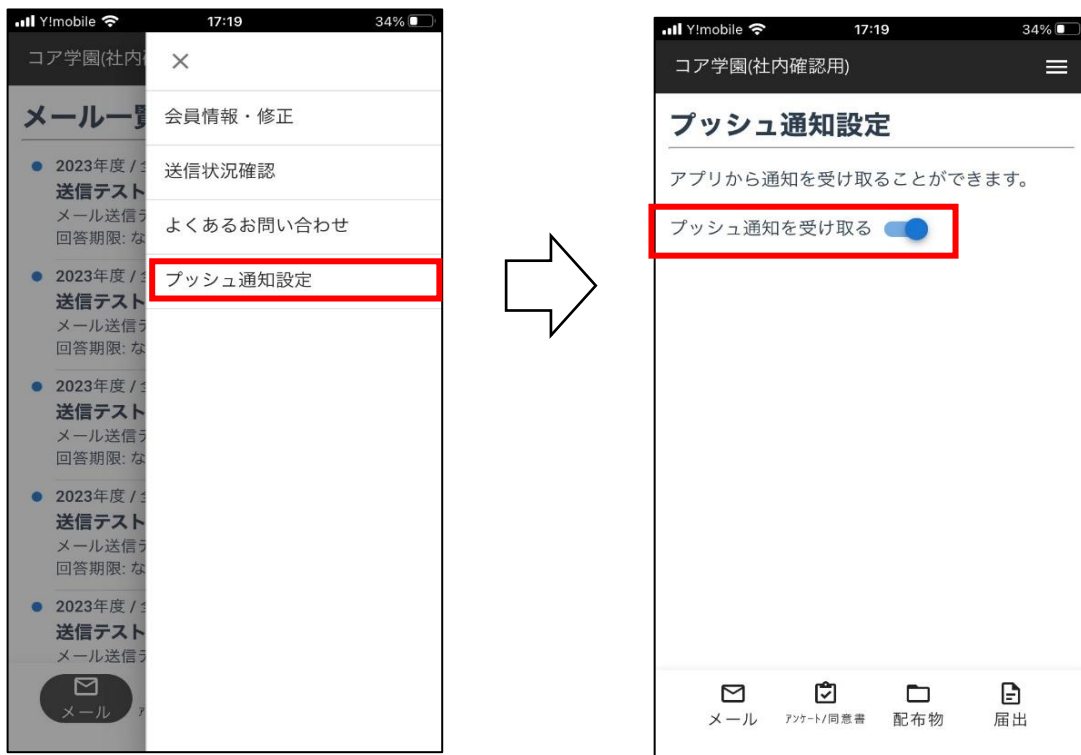 Y!mobile 17:19 34%
コア学園(社内
×
メール一覧
会員情報・修正
送信状況確認
よくあるお問い合わせ
プッシュ通知設定
2023年度 /
送信テスト
メール送信
回答期限: な
2023年度 /
送信テスト
メール送信
回答期限: な
2023年度 /
送信テスト
メール送信
回答期限: な
2023年度 /
送信テスト
メール送信
回答期限: な
2023年度 /
送信テスト
メール送信
メール
Y!mobile 17:19 34%
コア学園(社内確認用)
プッシュ通知設定
アプリから通知を受け取ることができます。
プッシュ通知を受け取る
メール アンケート/同意書 配布物 届出